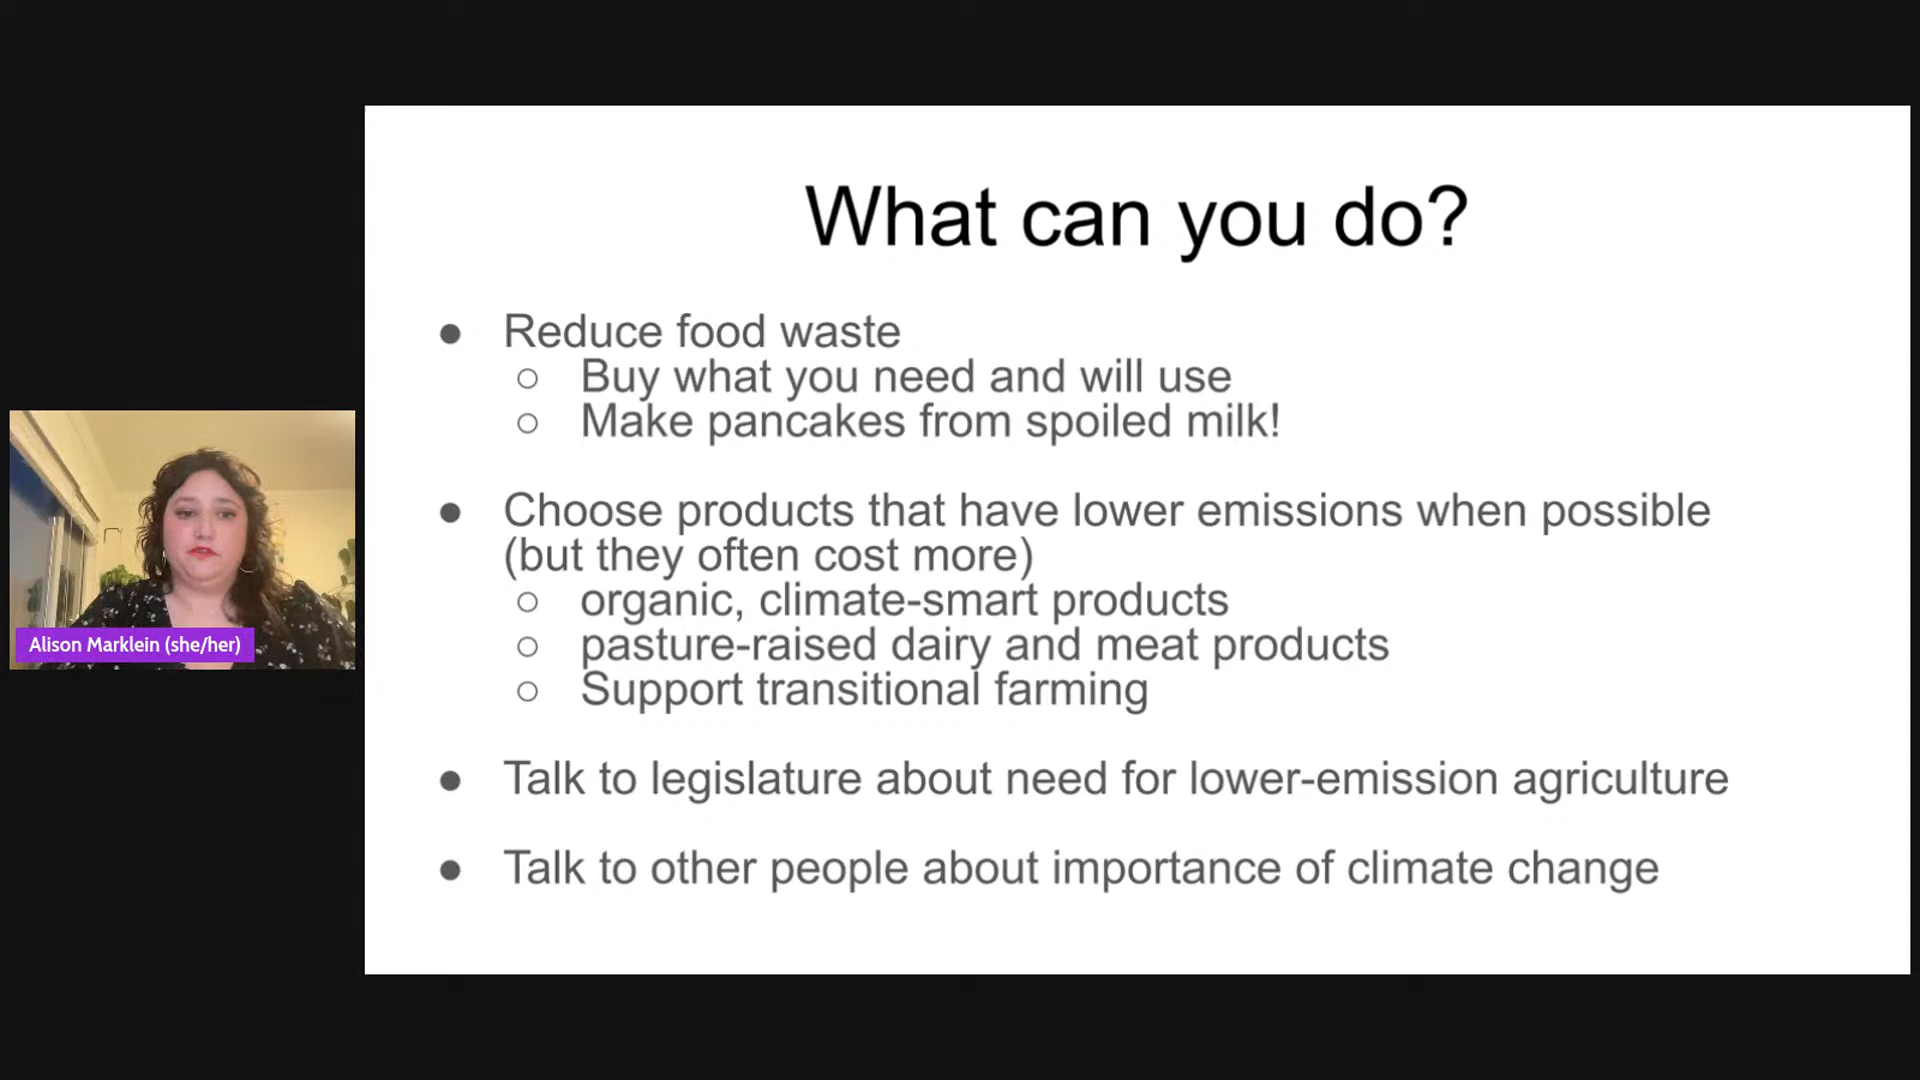 What can you do?
● Reduce food waste
○ Buy what you need and will use
○ Make pancakes from spoiled milk!
● Choose products that have lower emissions when possible
(but they often cost more)
○ organic, climate-smart products
○ pasture-raised dairy and meat products
○ Support transitional farming
● Talk to legislature about need for lower-emission agriculture
● Talk to other people about importance of climate change
Alison Marklein (she/her)